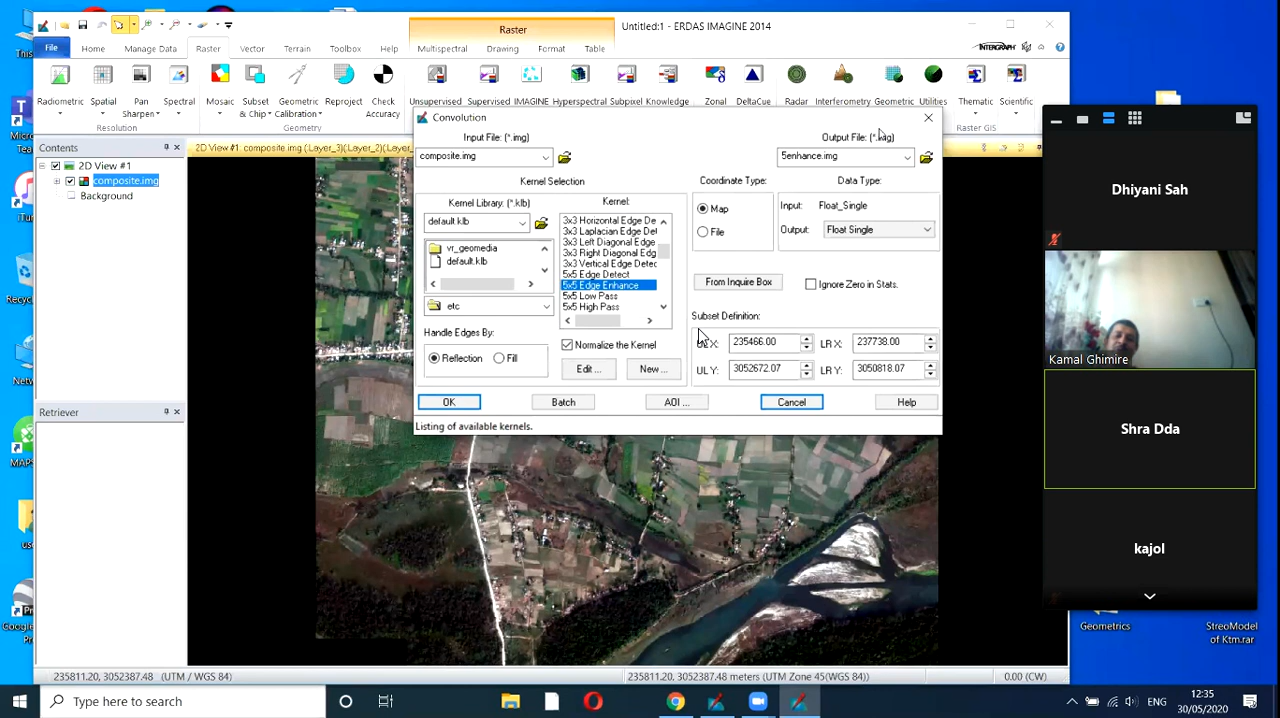 Raster
Untitled:1 - ERDAS IMAGINE 2014
File Home Manage Data Raster Vector Terrain Toolbox Help Multispectral Drawing Format Table
INTERGRAPH
Radiometric Spatial Pan Sharpen Spectral Mosaic Subset & Chip Geometric Calibration Reproject Check Accuracy Unsupervised Supervised IMAGINE Hyperspectral Subpixel Knowledge Zonal DeltaCue Radar Interferometry Geometric Utilities Thematic Scientific
Resolution Geometry Raster GIS
Contents
2D View #1
composite.img
Background
Retriever
2D View #1: composite.img (:Layer_3)(:Layer_2)(:Layer_
Convolution
Input File: (*.img)
Output File: (*.img)
composite.img
5enhance.img
Kernel Selection
Coordinate Type:
Data Type:
Kernel Library: (*.klb)
Kernel:
Map
File
Input: Float_Single
Output: Float Single
default.klb
vr_geomedia
default.klb
etc
3x3 Horizontal Edge De
3x3 Laplacian Edge Det
3x3 Left Diagonal Edge
3x3 Right Diagonal Edg
3x3 Vertical Edge Detec
5x5 Edge Detect
5x5 Edge Enhance
5x5 Low Pass
5x5 High Pass
From Inquire Box
Ignore Zero in Stats.
Subset Definition:
Handle Edges By:
Reflection Fill
Normalize the Kernel
Edit ... New ...
UL X: 235466.00 LR X: 237738.00
UL Y: 3052672.07 LR Y: 3050818.07
OK Batch AOI ... Cancel Help
Listing of available kernels.
Dhiyani Sah
Kamal Ghimire
Shra Dda
kajol
Geometrics
StreoModel
of Ktm.rar
235811.20, 3052387.48 (UTM / WGS 84)
235811.20, 3052387.48 meters (UTM Zone 45(WGS 84))
0.00 (CW)
Type here to search
ENG
12:35
30/05/2020